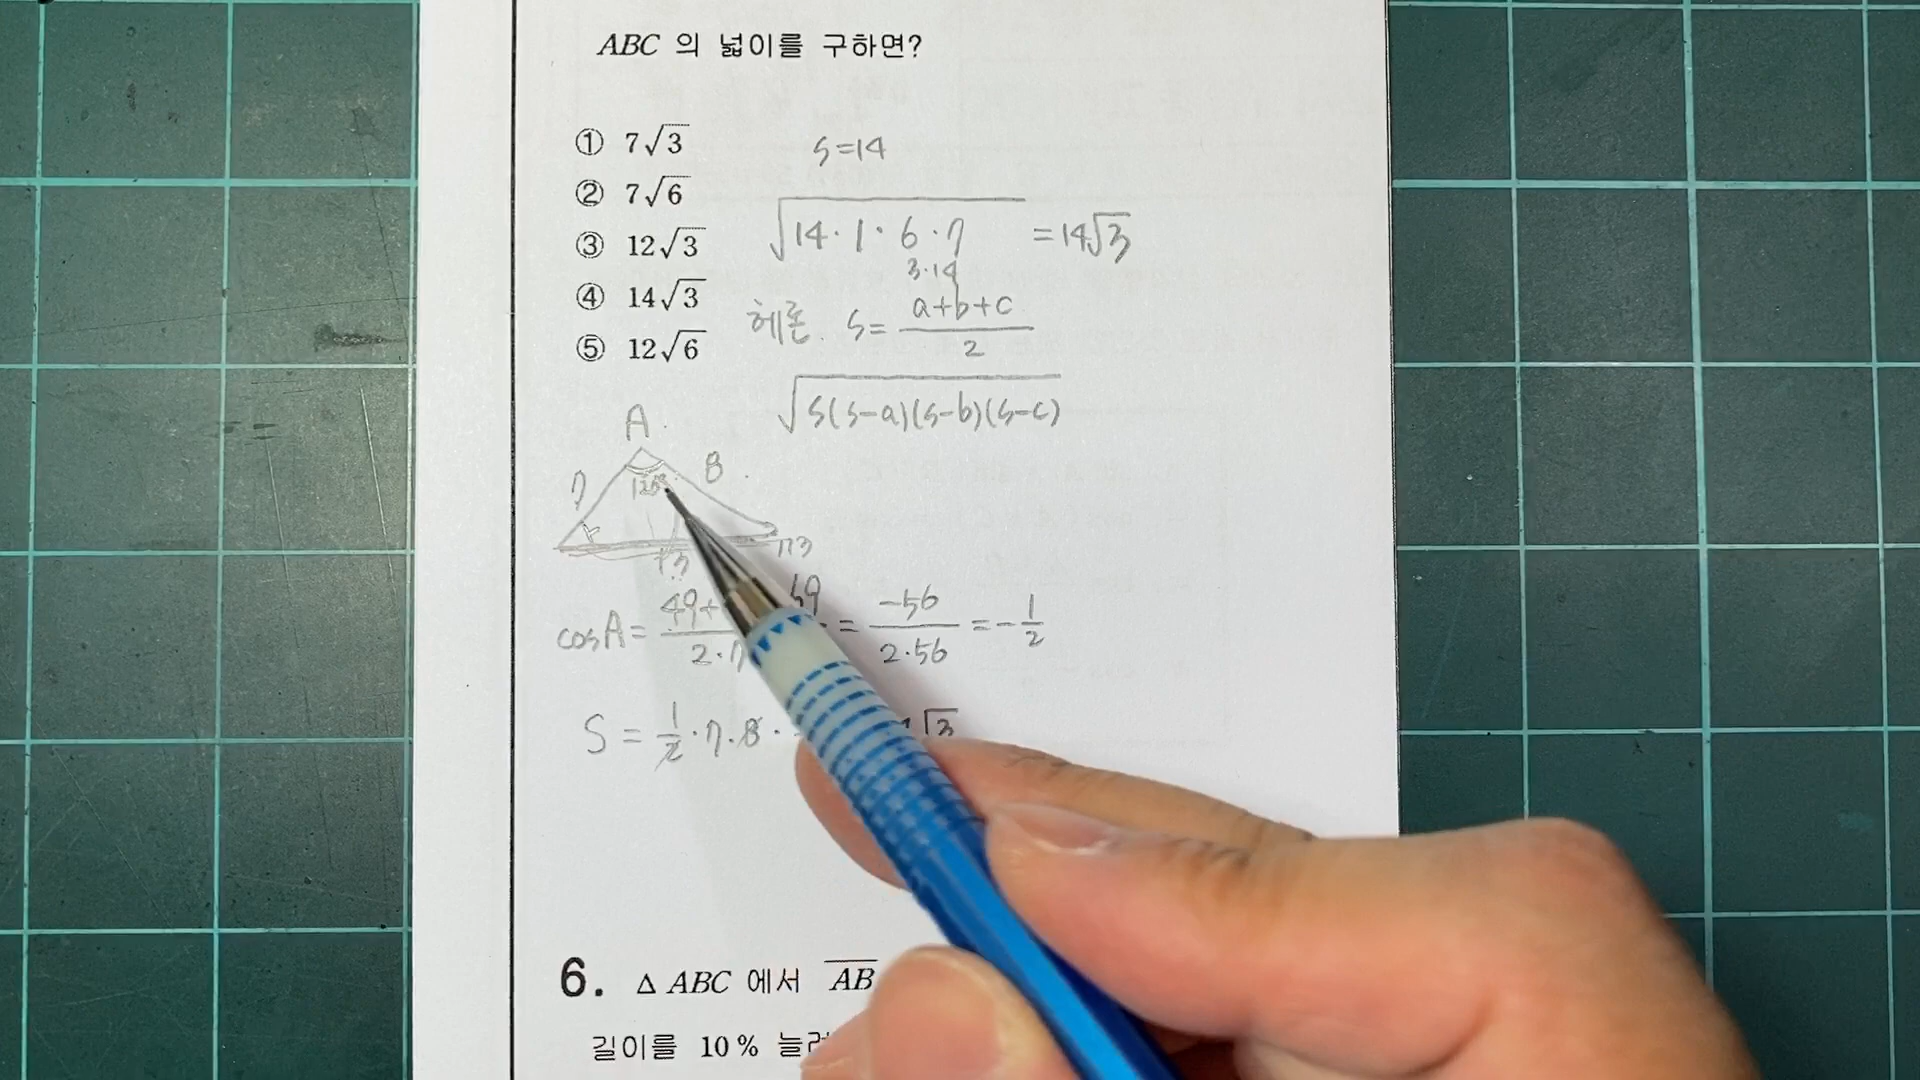 ABC 의 넓이를 구하면?
① 7√3
② 7√6
③ 12√3
④ 14√3
⑤ 12√6
s=14
√14·1·6·7 = 14√3
3·14
헤론. s= a+b+c / 2
√s(s-a)(s-b)(s-c)
A
7
8
120°
13
cosA = 49+ 69 / 2·7 = -56 / 2·56 = -1/2
S = 1/2 · 7 · 8 · √3
6. △ABC 에서 AB
길이를 10% 늘려